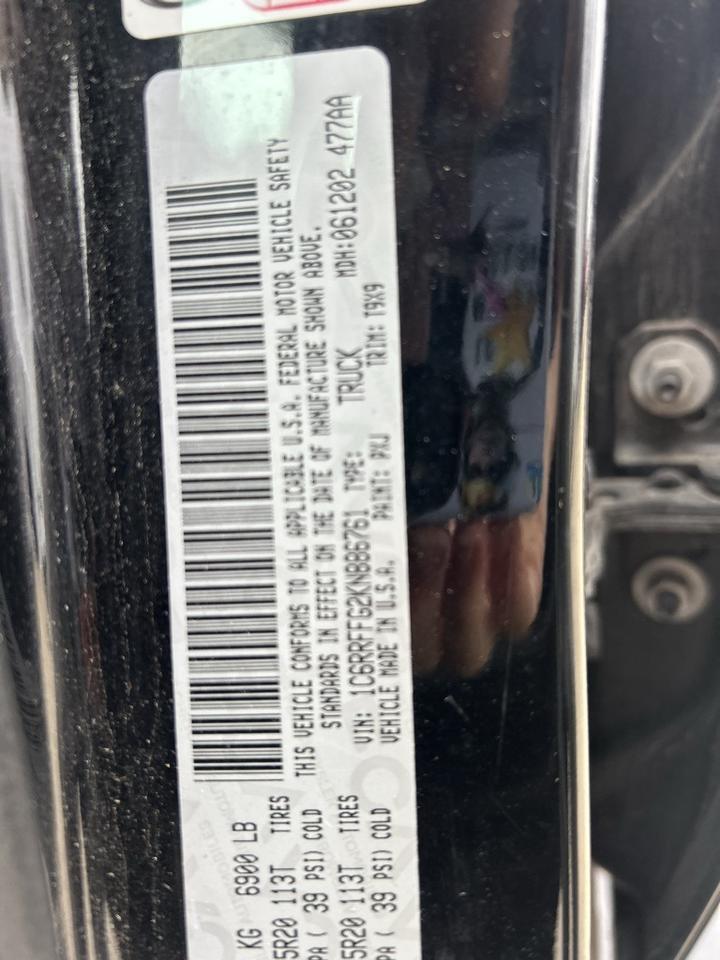 KG 6900 LB
5R20 113T TIRES
PA ( 39 PSI) COLD
THIS VEHICLE CONFORMS TO ALL APPLICABLE U.S.A. FEDERAL MOTOR VEHICLE SAFETY
STANDARDS IN EFFECT ON THE DATE OF MANUFACTURE SHOWN ABOVE.
5R20 113T TIRES
VIN: 1C6RRFFG2KN886761 TYPE: TRUCK MDH:061202 477AA
PA ( 39 PSI) COLD
VEHICLE MADE IN U.S.A. PAINT: PXJ TRIM: T9X9